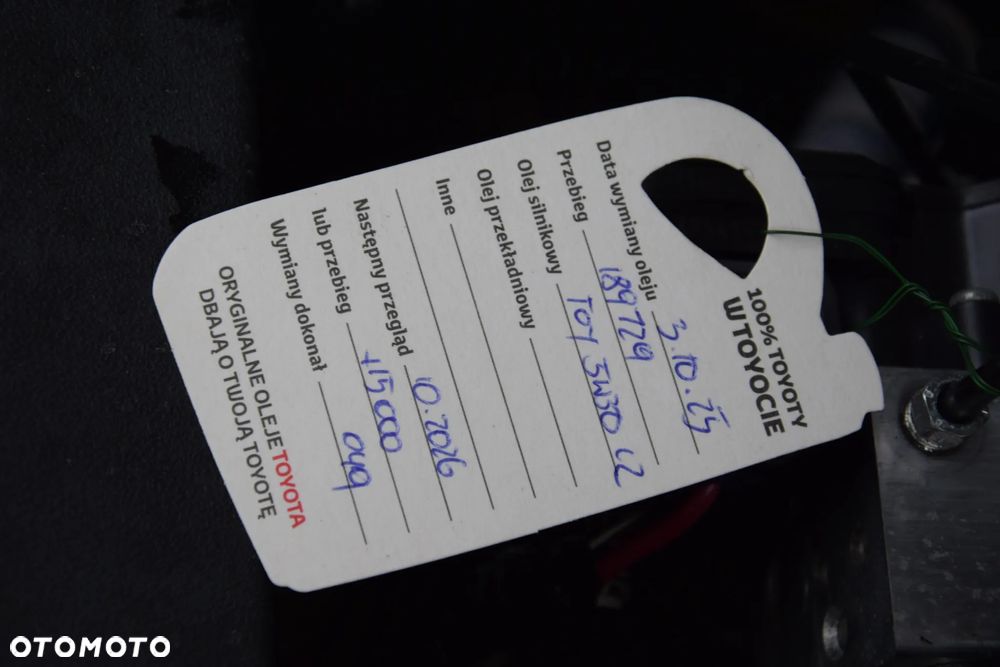 100% TOYOTY
W TOYOCIE
Data wymiany oleju 3.10.25
Przebieg 189729
Olej silnikowy TOY 5W30 C2
Olej przekładniowy
Inne
Następny przegląd 10.2026
lub przebieg +15000
Wymiany dokonał 049
ORYGINALNE OLEJE TOYOTA
DBAJĄ O TWOJĄ TOYOTĘ
OTOMOTO